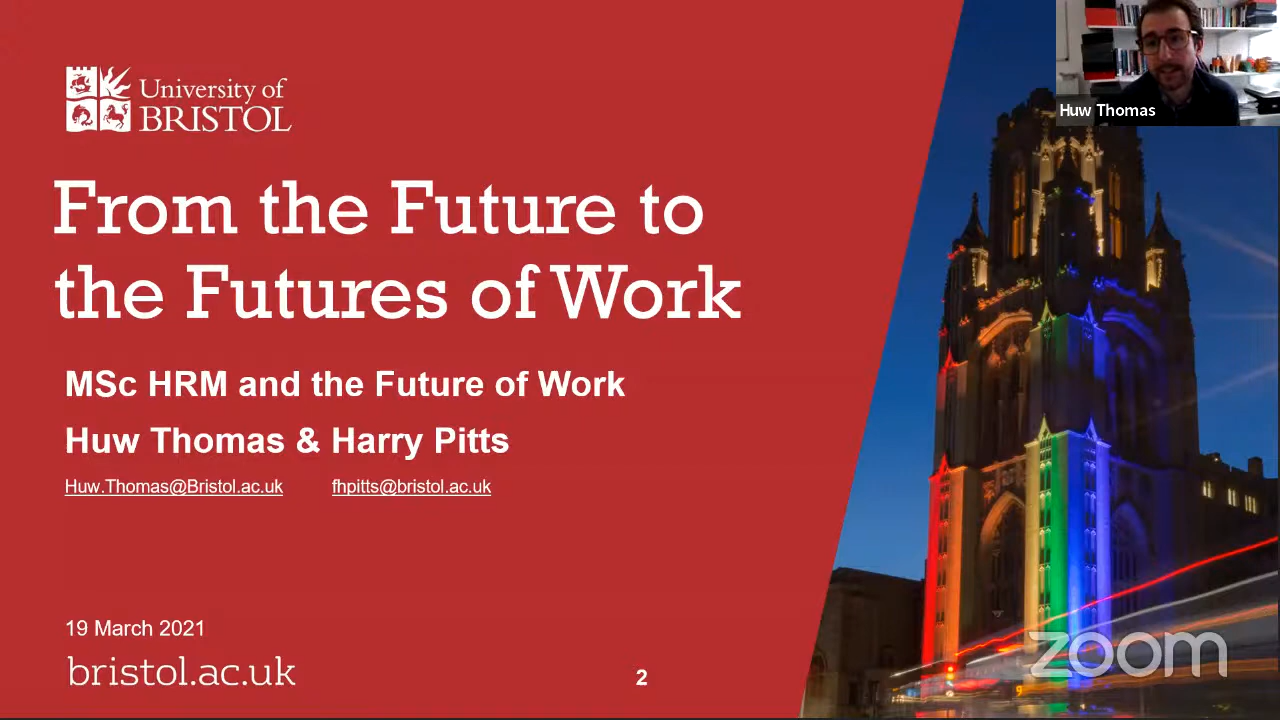 University of
BRISTOL
Huw Thomas
From the Future to
the Futures of Work
MSc HRM and the Future of Work
Huw Thomas & Harry Pitts
Huw.Thomas@Bristol.ac.uk fhpitts@bristol.ac.uk
19 March 2021
bristol.ac.uk
2
zoom